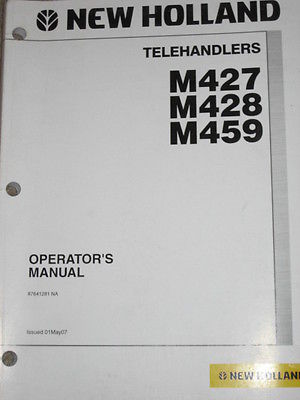 NEW HOLLAND
TELEHANDLERS
M427
M428
M459
OPERATOR'S
MANUAL
87641281 NA
Issued 01May07
NEW HOLLAND